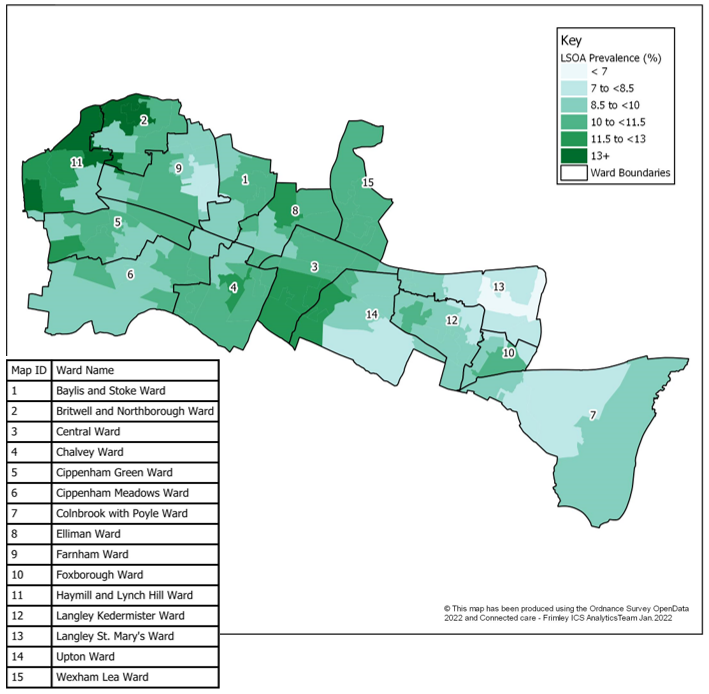 Key
LSOA Prevalence (%)
< 7
7 to <8.5
8.5 to <10
10 to <11.5
11.5 to <13
13+
Ward Boundaries
2
11
9
1
15
8
5
3
6
4
13
14
12
10
7
Map ID Ward Name
1 Baylis and Stoke Ward
2 Britwell and Northborough Ward
3 Central Ward
4 Chalvey Ward
5 Cippenham Green Ward
6 Cippenham Meadows Ward
7 Colnbrook with Poyle Ward
8 Elliman Ward
9 Farnham Ward
10 Foxborough Ward
11 Haymill and Lynch Hill Ward
12 Langley Kedermister Ward
13 Langley St. Mary's Ward
14 Upton Ward
15 Wexham Lea Ward
© This map has been produced using the Ordnance Survey OpenData
2022 and Connected care - Frimley ICS AnalyticsTeam Jan.2022